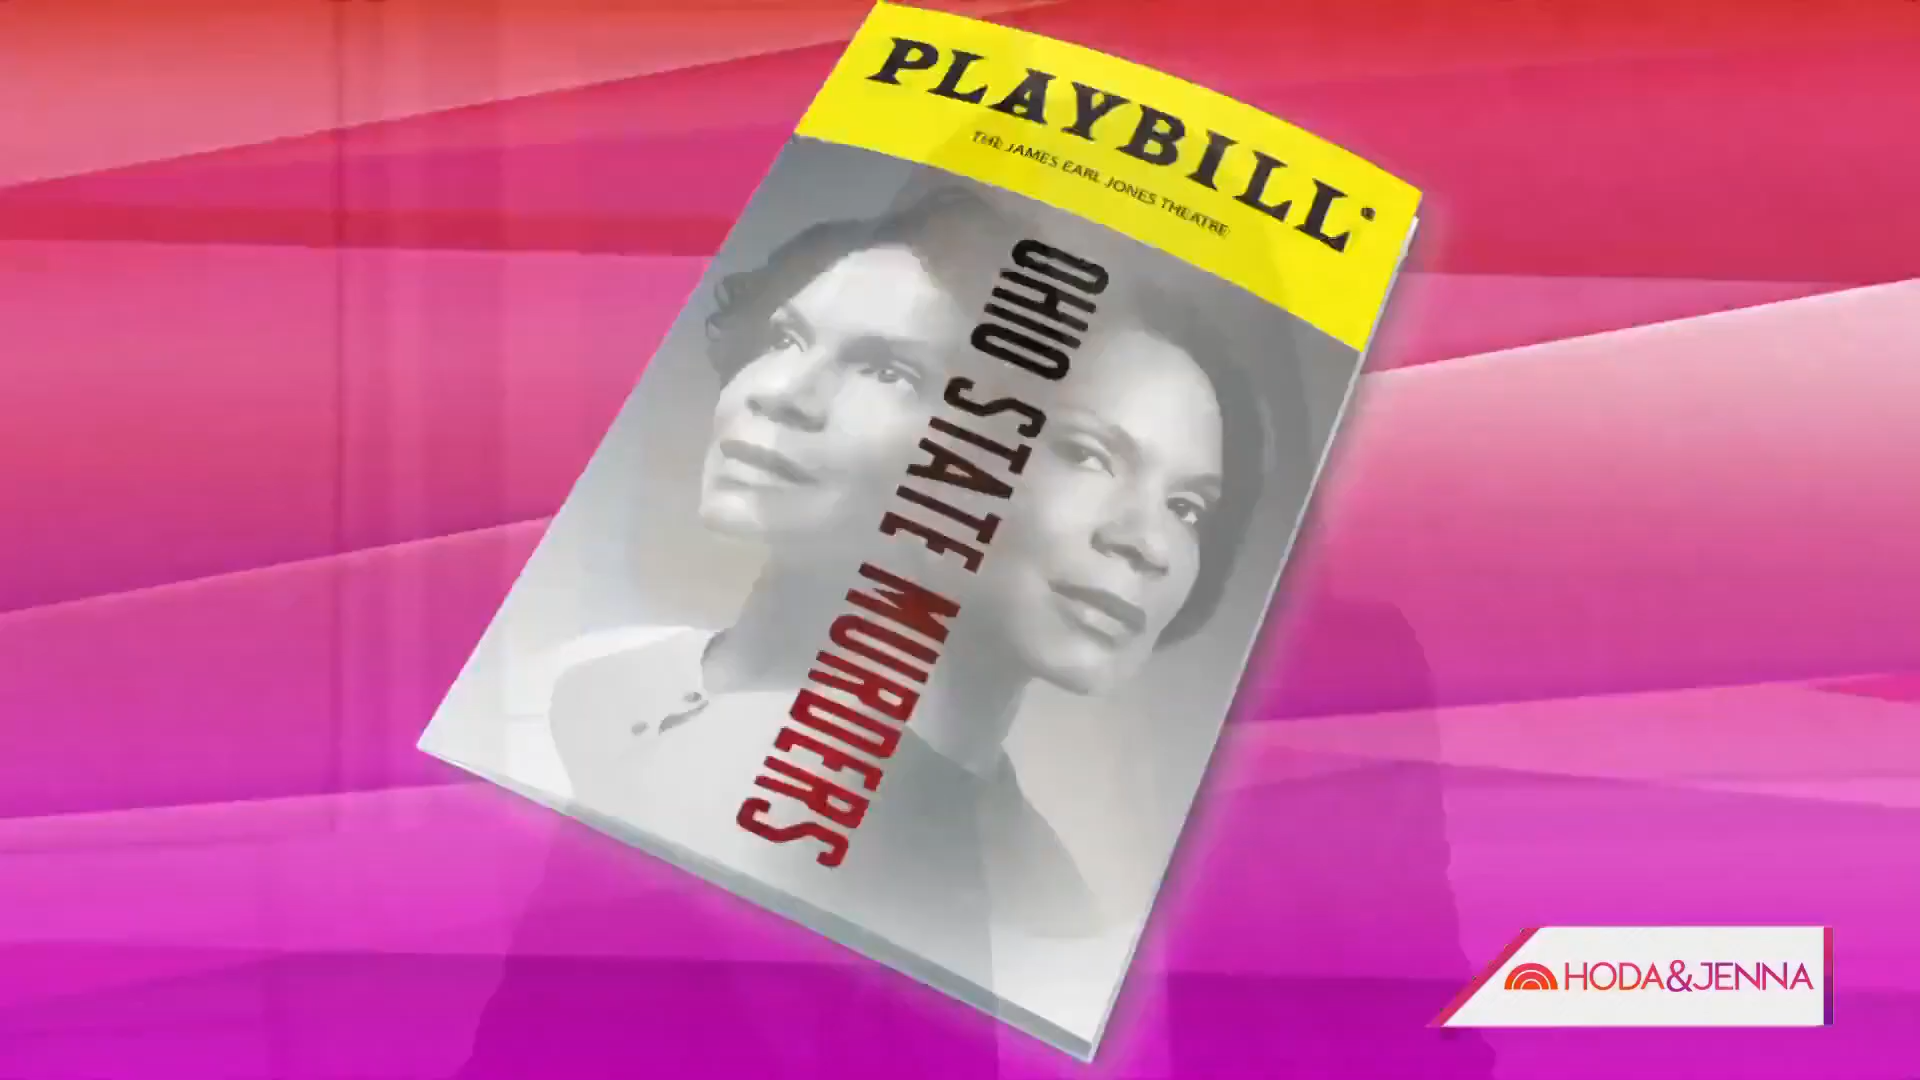 PLAYBILL®
THE JAMES EARL JONES THEATRE
OHIO STATE MURDERS
HODA&JENNA